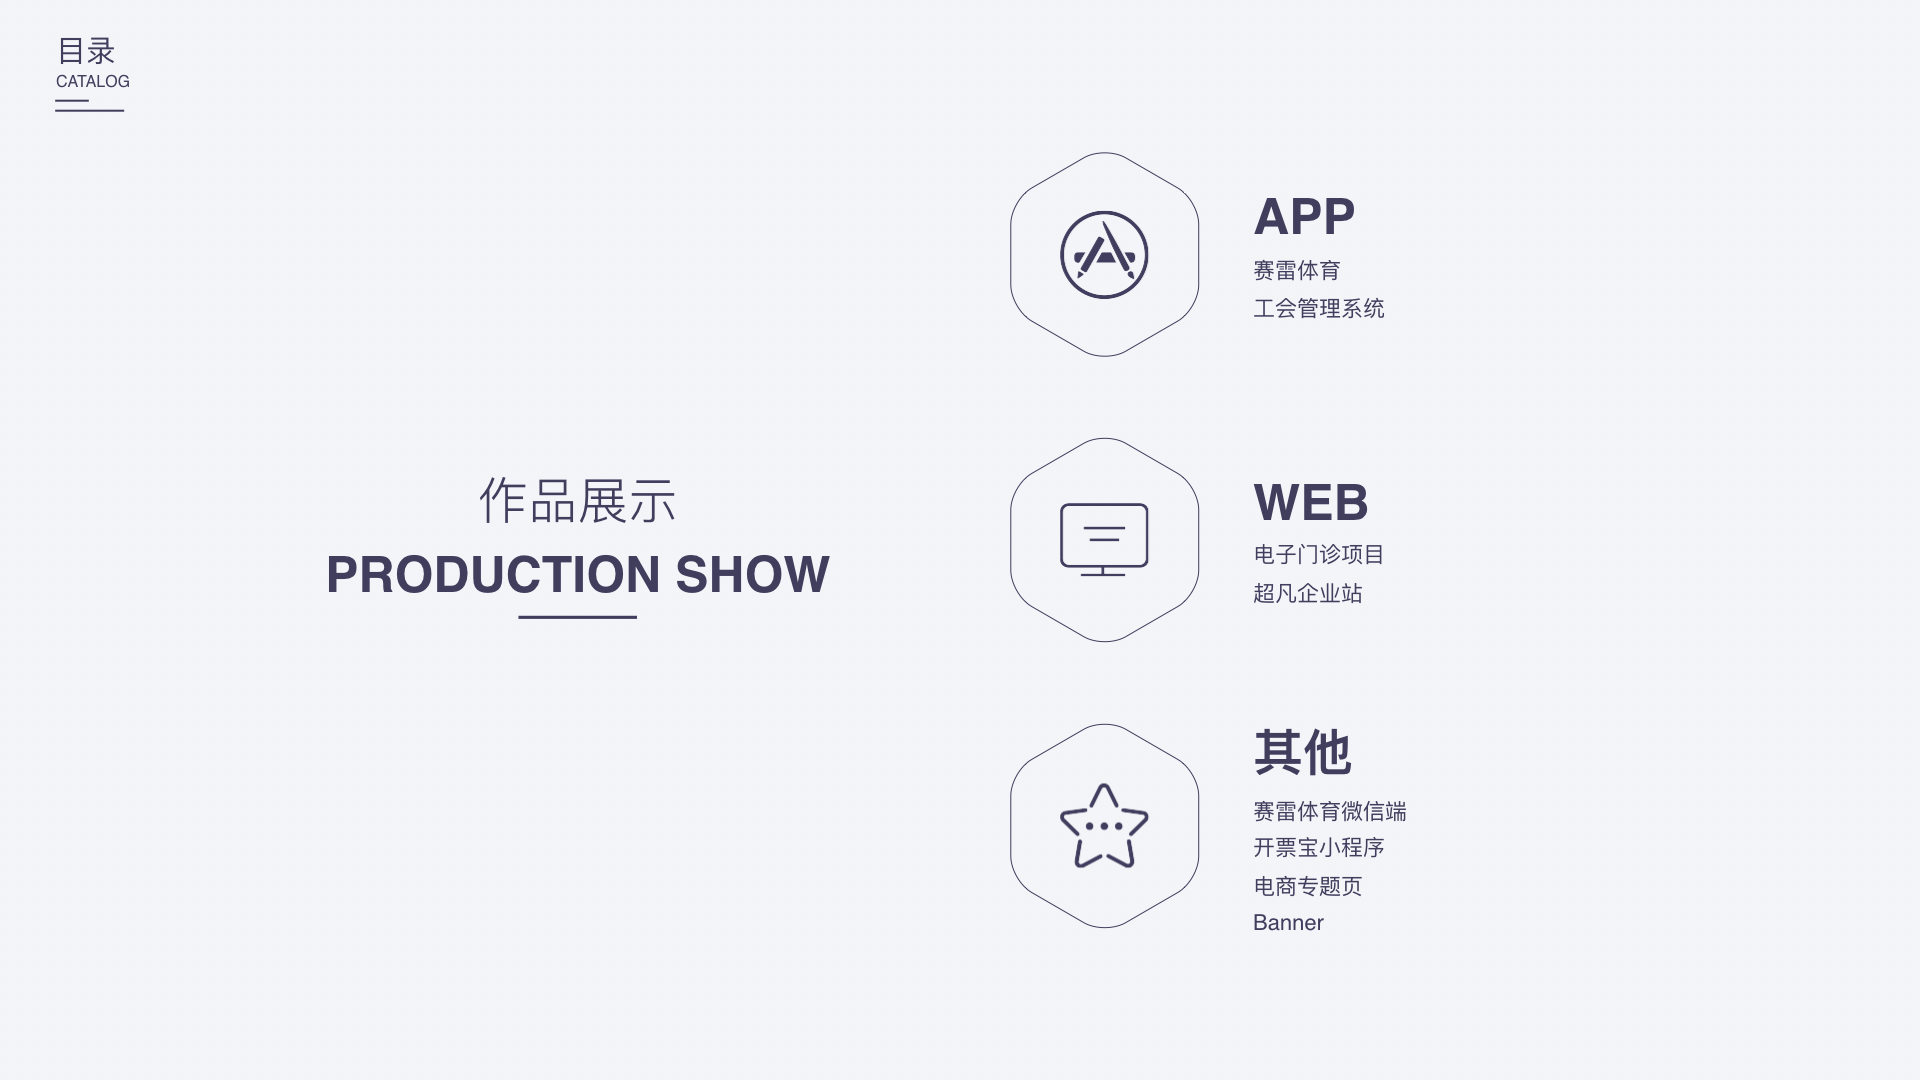 目录
CATALOG
作品展示
PRODUCTION SHOW
APP
赛雷体育
工会管理系统
WEB
电子门诊项目
超凡企业站
其他
赛雷体育微信端
开票宝小程序
电商专题页
Banner